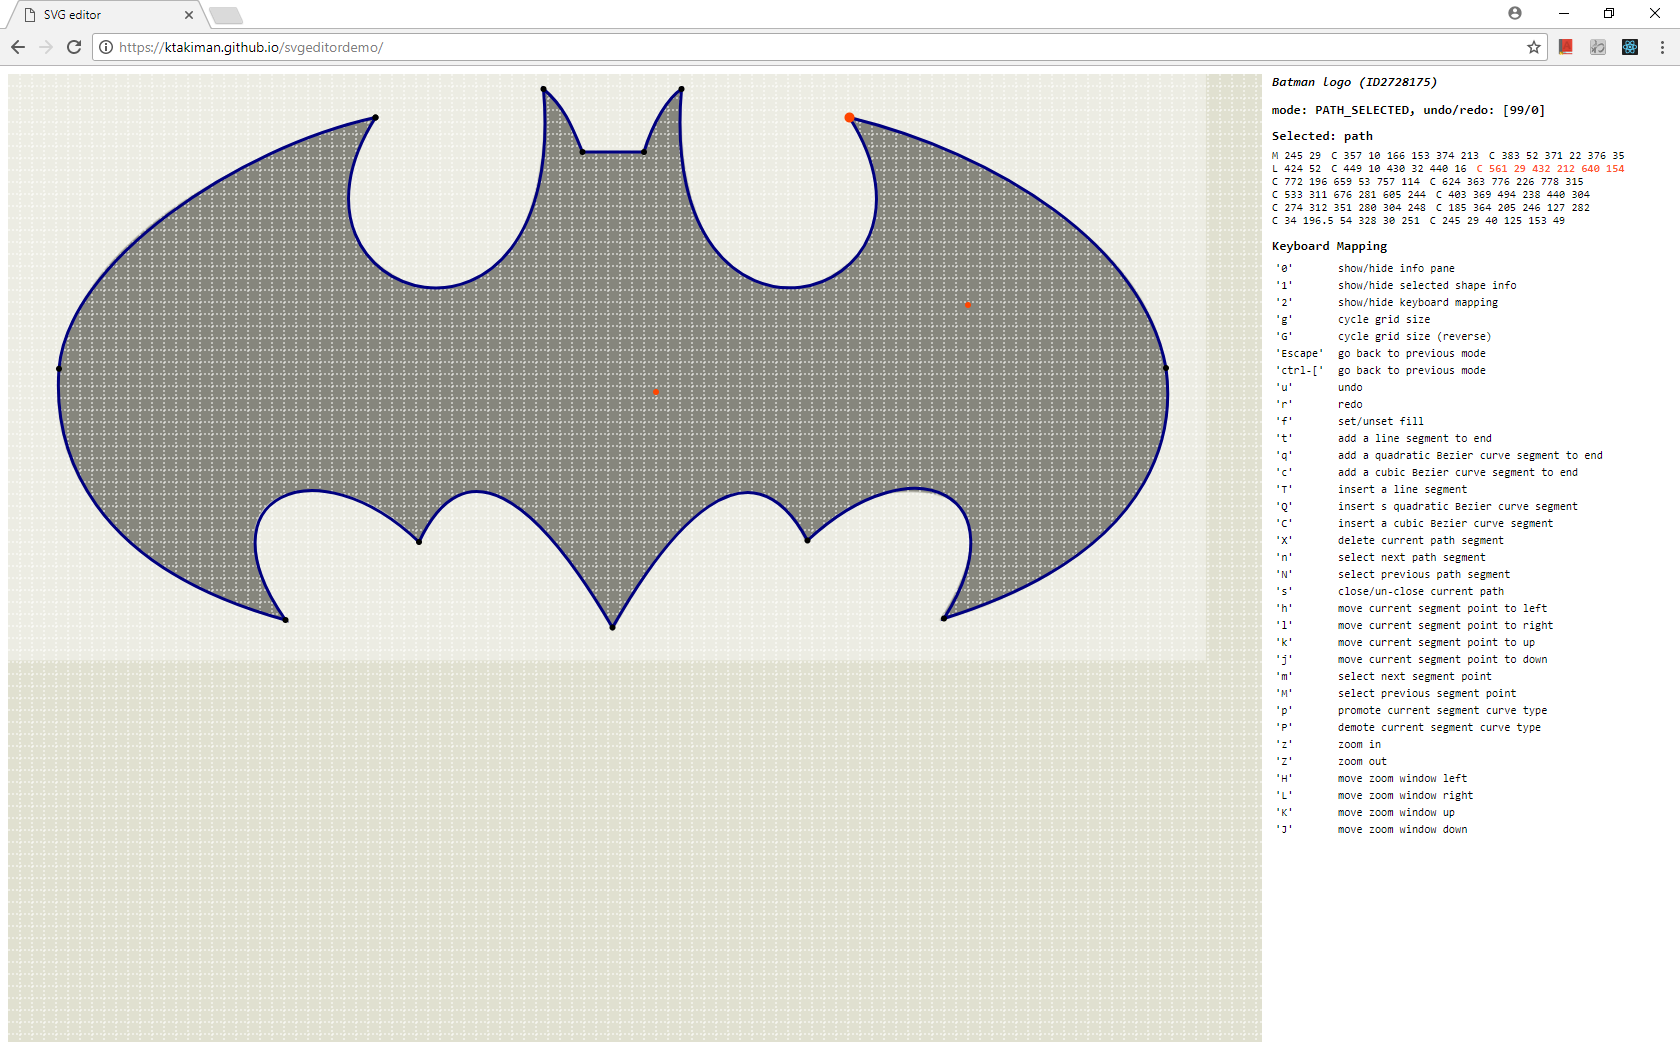 SVG editor
https://ktakiman.github.io/svgeditordemo/
Batman logo (ID2728175)
mode: PATH_SELECTED, undo/redo: [99/0]
Selected: path
M 245 29 C 357 10 166 153 374 213 C 383 52 371 22 376 35
L 424 52 C 449 10 430 32 440 16 C 561 29 432 212 640 154
C 772 196 659 53 757 114 C 624 363 776 226 778 315
C 533 311 676 281 605 244 C 403 369 494 238 440 304
C 274 312 351 280 304 248 C 185 364 205 246 127 282
C 34 196.5 54 328 30 251 C 245 29 40 125 153 49
Keyboard Mapping
'0' show/hide info pane
'1' show/hide selected shape info
'2' show/hide keyboard mapping
'g' cycle grid size
'G' cycle grid size (reverse)
'Escape' go back to previous mode
'ctrl-[' go back to previous mode
'u' undo
'r' redo
'f' set/unset fill
't' add a line segment to end
'q' add a quadratic Bezier curve segment to end
'c' add a cubic Bezier curve segment to end
'T' insert a line segment
'Q' insert s quadratic Bezier curve segment
'C' insert a cubic Bezier curve segment
'X' delete current path segment
'n' select next path segment
'N' select previous path segment
's' close/un-close current path
'h' move current segment point to left
'l' move current segment point to right
'k' move current segment point to up
'j' move current segment point to down
'm' select next segment point
'M' select previous segment point
'p' promote current segment curve type
'P' demote current segment curve type
'z' zoom in
'Z' zoom out
'H' move zoom window left
'L' move zoom window right
'K' move zoom window up
'J' move zoom window down